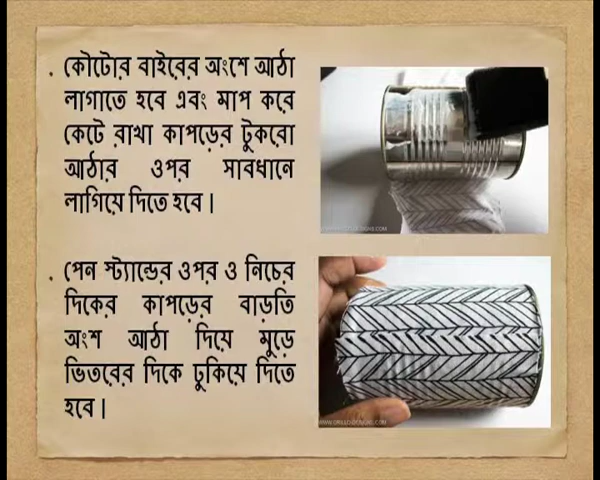 . কৌটোর বাইরের অংশে আঠা
লাগাতে হবে এবং মাপ করে
কেটে রাখা কাপড়ের টুকরো
আঠার ওপর সাবধানে
লাগিয়ে দিতে হবে।
. পেন স্ট্যান্ডের ওপর ও নিচের
দিকের কাপড়ের বাড়তি
অংশ আঠা দিয়ে মুড়ে
ভিতরের দিকে ঢুকিয়ে দিতে
হবে।